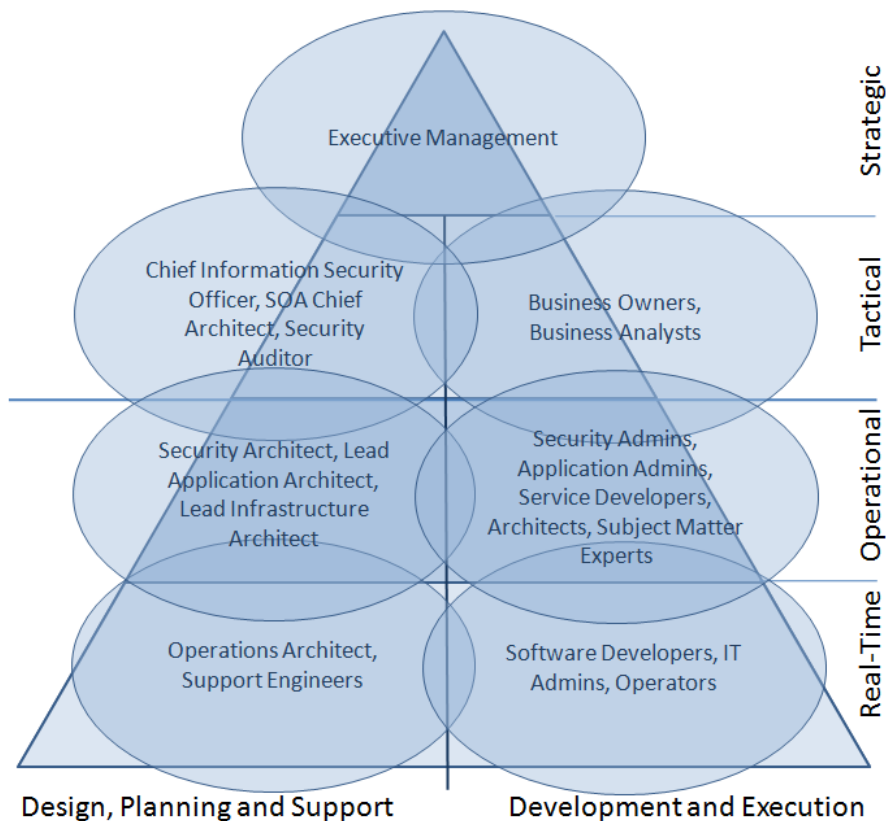 Executive Management
Strategic
Chief Information Security
Officer, SOA Chief
Architect, Security
Auditor
Business Owners,
Business Analysts
Tactical
Security Architect, Lead
Application Architect,
Lead Infrastructure
Architect
Security Admins,
Application Admins,
Service Developers,
Architects, Subject Matter
Experts
Operational
Operations Architect,
Support Engineers
Software Developers, IT
Admins, Operators
Real-Time
Design, Planning and Support
Development and Execution